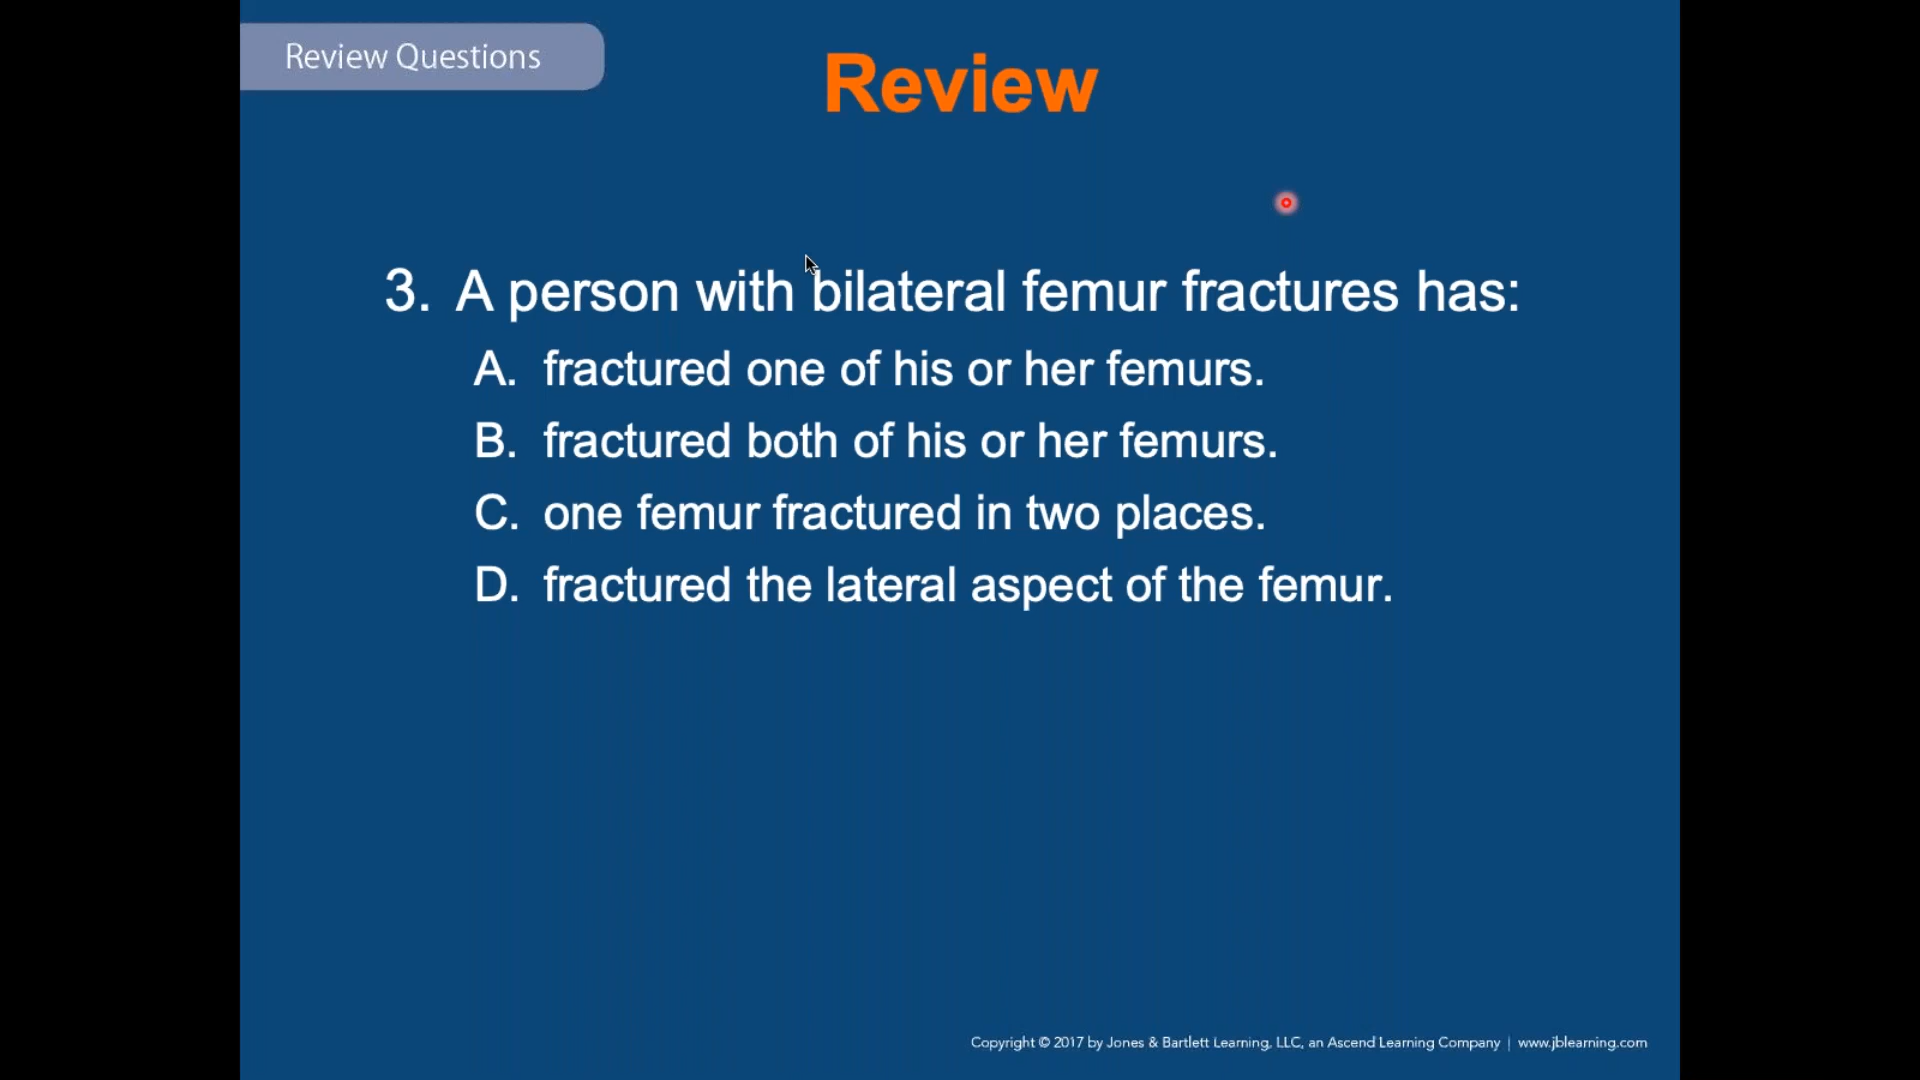 Review Questions
Review
3. A person with bilateral femur fractures has:
A. fractured one of his or her femurs.
B. fractured both of his or her femurs.
C. one femur fractured in two places.
D. fractured the lateral aspect of the femur.
Copyright © 2017 by Jones & Bartlett Learning, LLC, an Ascend Learning Company | www.jblearning.com